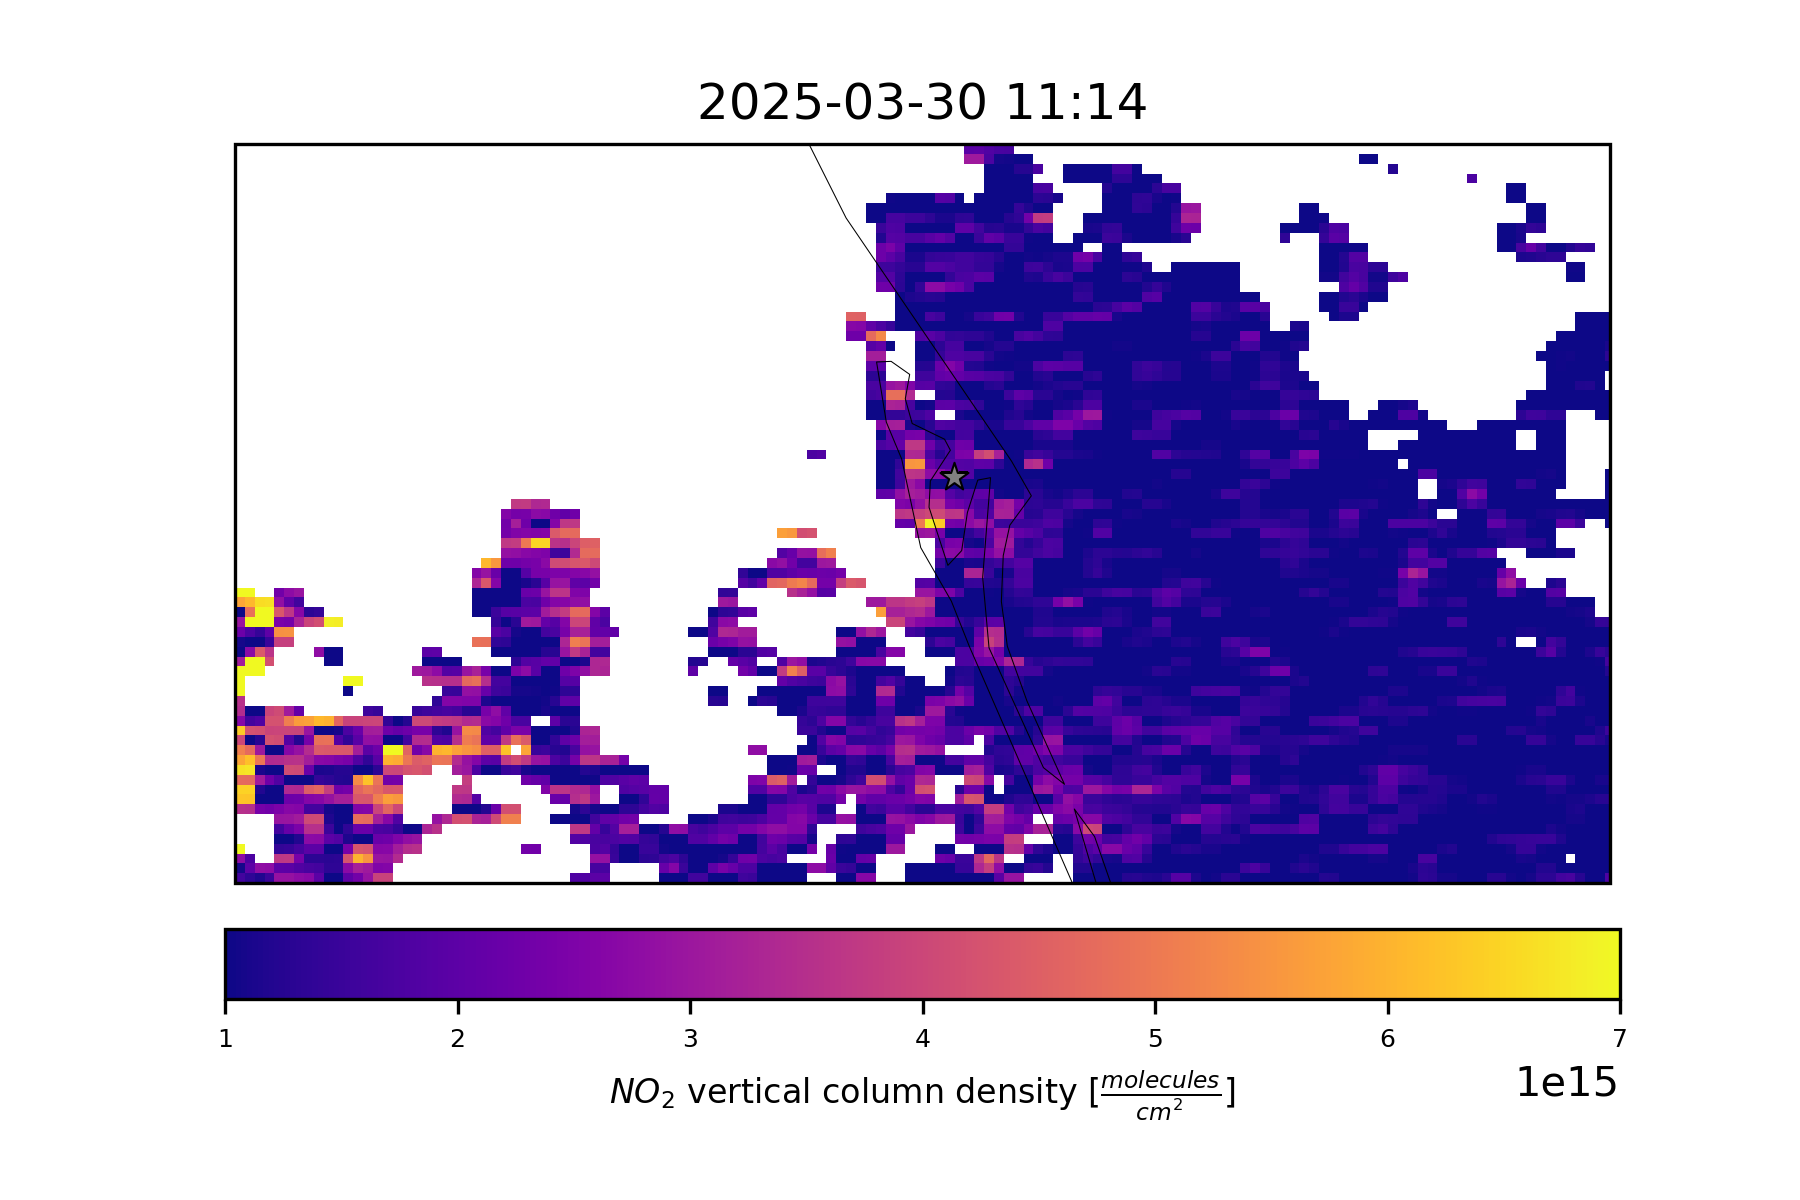 2025-03-30 11:14
1 2 3 4 5 6 7
1e15
NO₂ vertical column density [molecules/cm²]